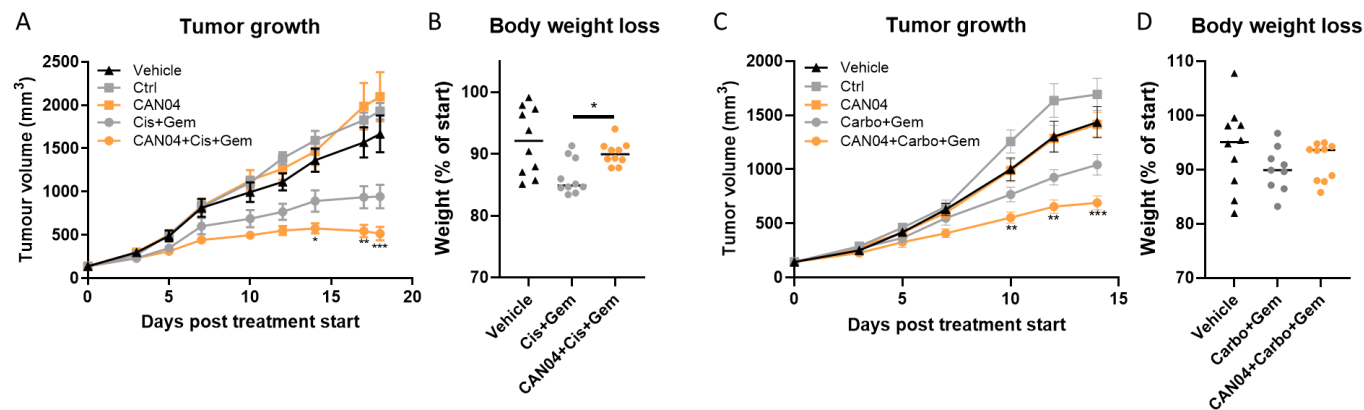 A
Tumor growth
Tumour volume (mm3)
2500
2000
1500
1000
500
0
Vehicle
Ctrl
CAN04
Cis+Gem
CAN04+Cis+Gem
*
**
***
0
5
10
15
20
Days post treatment start
B
Body weight loss
Weight (% of start)
100
90
80
70
*
Vehicle
Cis+Gem
CAN04+Cis+Gem
C
Tumor growth
Tumor volume (mm3)
2000
1500
1000
500
0
Vehicle
Ctrl
CAN04
Carbo+Gem
CAN04+Carbo+Gem
**
**
***
0
5
10
15
Days post treatment start
D
Body weight loss
Weight (% of start)
110
100
90
80
70
Vehicle
Carbo+Gem
CAN04+Carbo+Gem